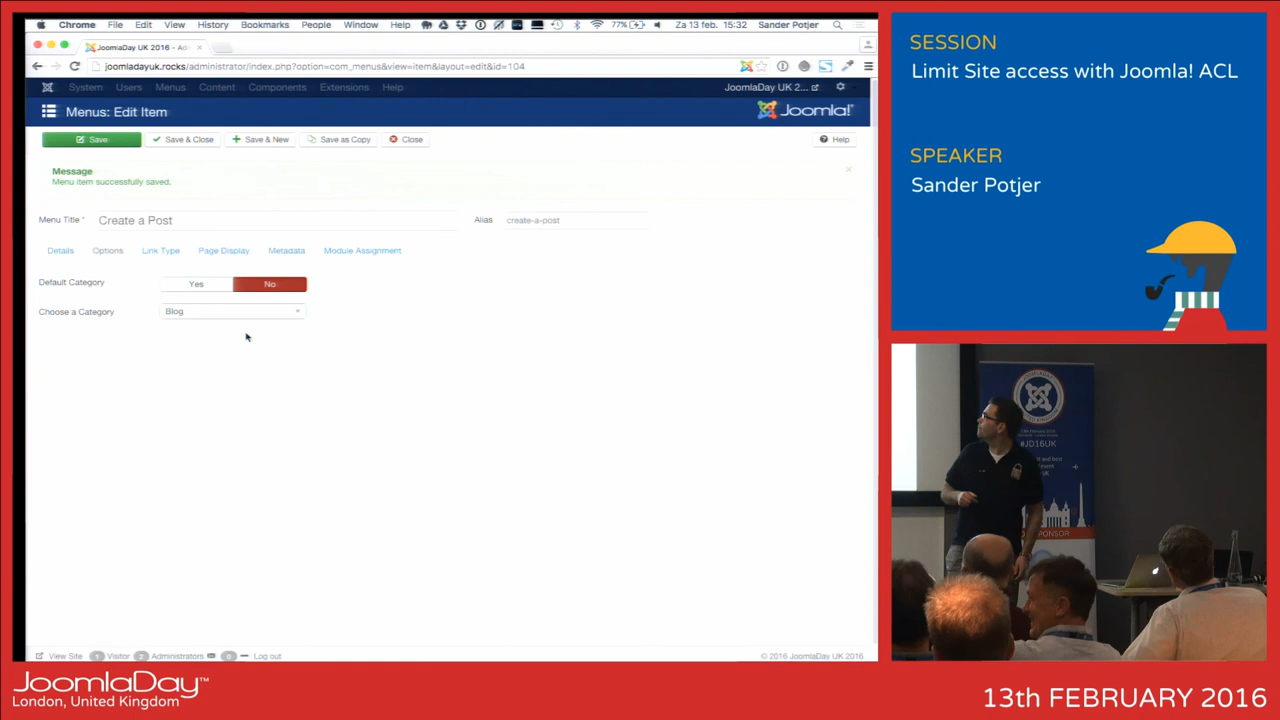 Chrome File Edit View History Bookmarks People Window Help 77% Za 13 feb. 15:32 Sander Potjer
JoomlaDay UK 2016 - Ad
joomladayuk.rocks/administrator/index.php?option=com_menus&view=item&layout=edit&id=104
System Users Menus Content Components Extensions Help JoomlaDay UK 2...
Menus: Edit Item Joomla!
Save Save & Close Save & New Save as Copy Close Help
Message
Menu item successfully saved.
Menu Title * Create a Post Alias create-a-post
Details Options Link Type Page Display Metadata Module Assignment
Default Category Yes No
Choose a Category Blog
View Site 1 Visitor 2 Administrators 0 Log out © 2016 JoomlaDay UK 2016
SESSION
Limit Site access with Joomla! ACL
SPEAKER
Sander Potjer
#JD16UK
SPONSOR
JoomlaDay™
London, United Kingdom
13th FEBRUARY 2016